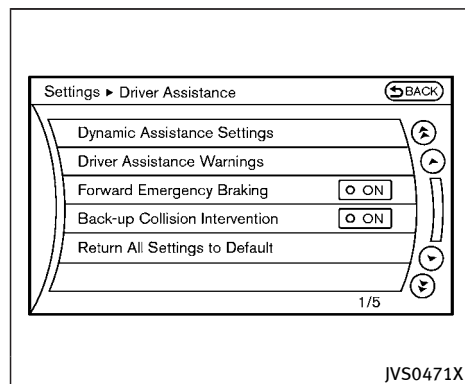 Settings ▸ Driver Assistance
BACK
Dynamic Assistance Settings
Driver Assistance Warnings
Forward Emergency Braking
ON
Back-up Collision Intervention
ON
Return All Settings to Default
1/5
JVS0471X